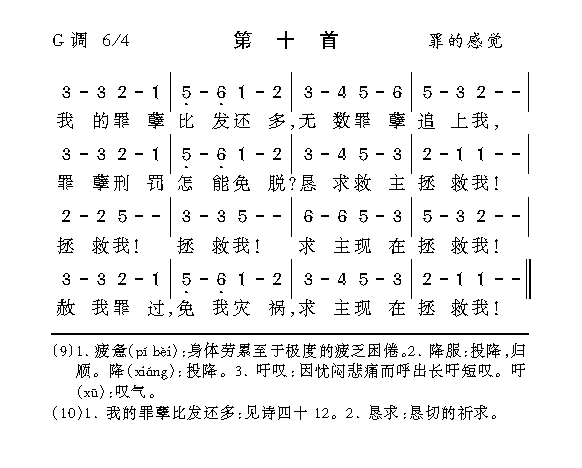 G 调 6/4 第 十 首 罪的感觉
3 - 3 2 - 1 | 5̣ - 6̣ 1 - 2 | 3 - 4 5 - 6 | 5 - 3 2 - - |
我 的罪 孽 比 发还 多,无 数罪 孽 追 上我,
3 - 3 2 - 1 | 5̣ - 6̣ 1 - 2 | 3 - 4 5 - 3 | 2 - 1 1 - - |
罪 孽刑 罚 怎 能免 脱?恳 求救 主 拯 救我!
2 - 2 5 - - | 3 - 3 5 - - | 6 - 6 5 - 3 | 5 - 3 2 - - |
拯 救我! 拯 救我! 求 主现 在 拯 救我!
3 - 3 2 - 1 | 5̣ - 6̣ 1 - 2 | 3 - 4 5 - 3 | 2 - 1 1 - - ‖
赦 我罪 过,免 我灾 祸,求 主现 在 拯 救我!
(9)1. 疲惫(pí bèi):身体劳累至于极度的疲乏困倦。2. 降服:投降,归
顺。降(xiáng):投降。3. 吁叹:因忧闷悲痛而呼出长吁短叹。吁
(xū):叹气。
(10)1. 我的罪孽比发还多:见诗四十 12。2. 恳求:恳切的祈求。